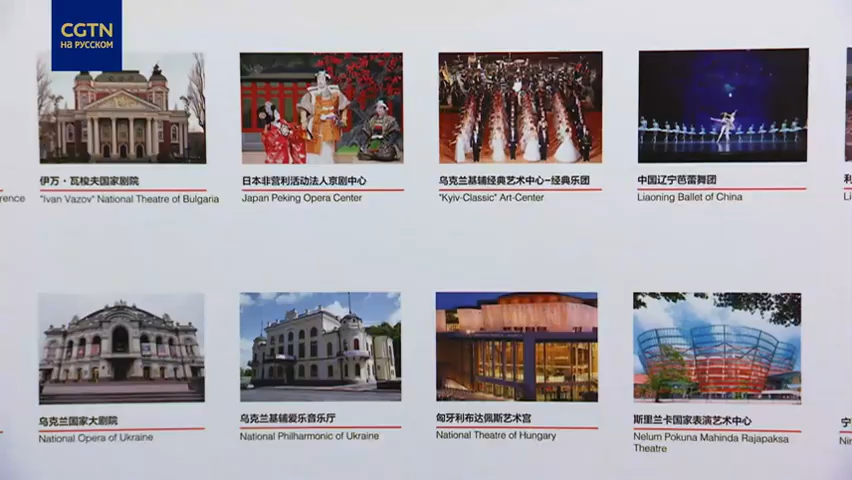 CGTN
НА РУССКОМ
伊万·瓦梭夫国家剧院
"Ivan Vazov" National Theatre of Bulgaria
日本非营利活动法人京剧中心
Japan Peking Opera Center
乌克兰基辅经典艺术中心-经典乐团
"Kyiv-Classic" Art-Center
中国辽宁芭蕾舞团
Liaoning Ballet of China
rence
利
Li
乌克兰国家大剧院
National Opera of Ukraine
乌克兰基辅爱乐音乐厅
National Philharmonic of Ukraine
匈牙利布达佩斯艺术宫
National Theatre of Hungary
斯里兰卡国家表演艺术中心
Nelum Pokuna Mahinda Rajapaksa
Theatre
宁
Nin